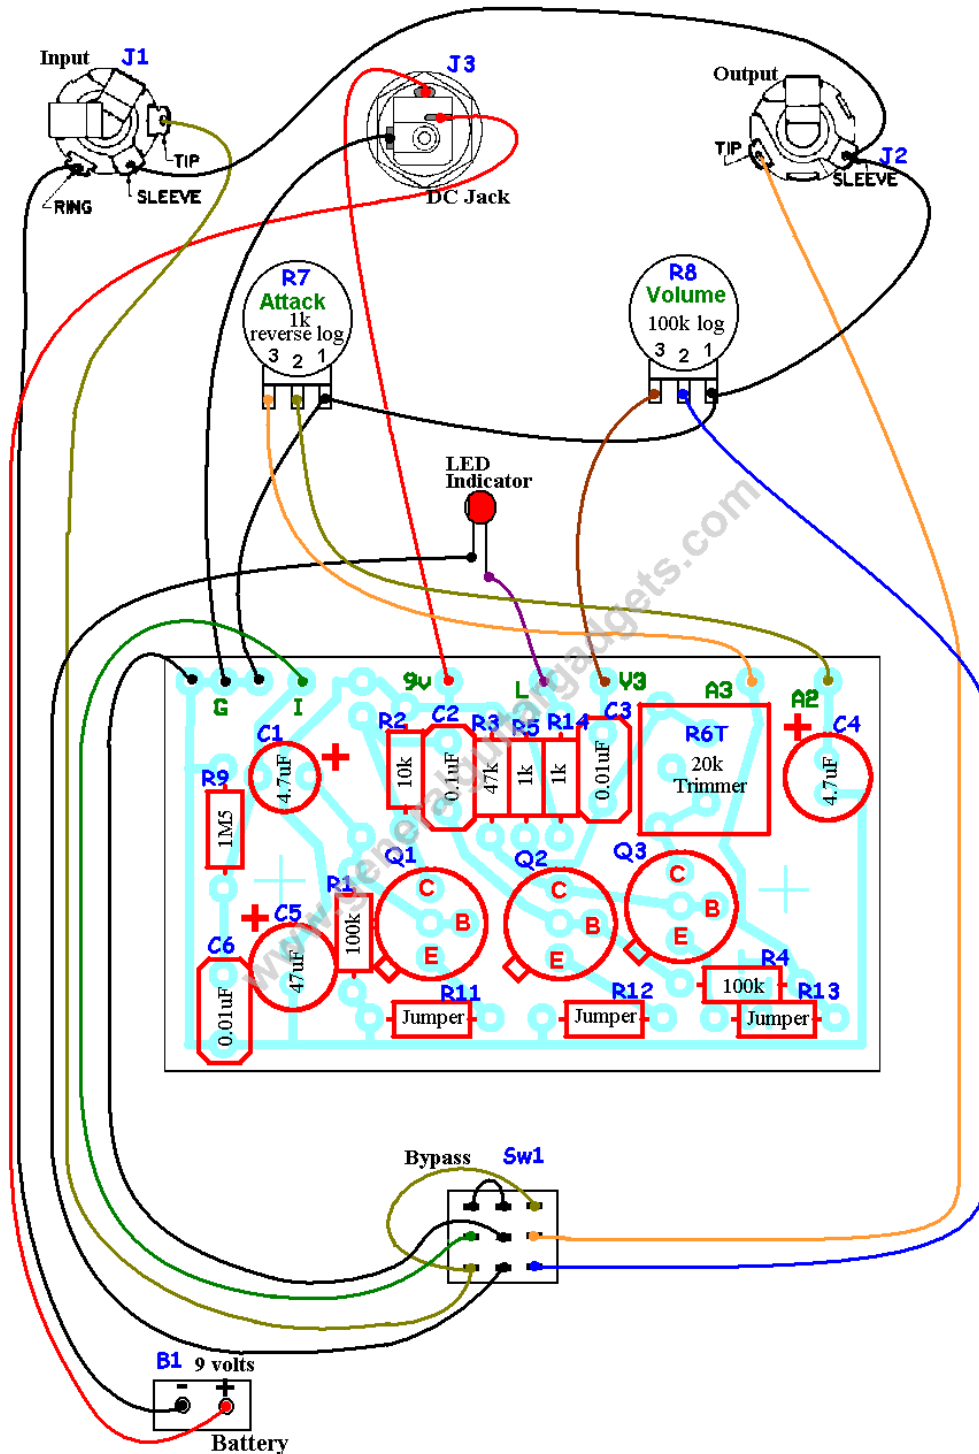 Input J1
J3
Output
TIP
RING
SLEEVE
DC Jack
TIP
J2
SLEEVE
R7
Attack
1k
reverse log
3 2 1
R8
Volume
100k log
3 2 1
LED
Indicator
G I 9v L V3 A3 A2
C1
4.7uF
+
R2
10k
C2
0.1uF
R3
47k
R5
1k
R14
1k
C3
0.01uF
R6T
20k
Trimmer
+
C4
4.7uF
R9
1M5
Q1
C
B
E
Q2
C
B
E
Q3
C
B
E
R1
100k
+
C5
47uF
C6
0.01uF
R4
100k
R11
Jumper
R12
Jumper
R13
Jumper
www.generalguitargadgets.com
Bypass Sw1
B1 9 volts
- +
Battery